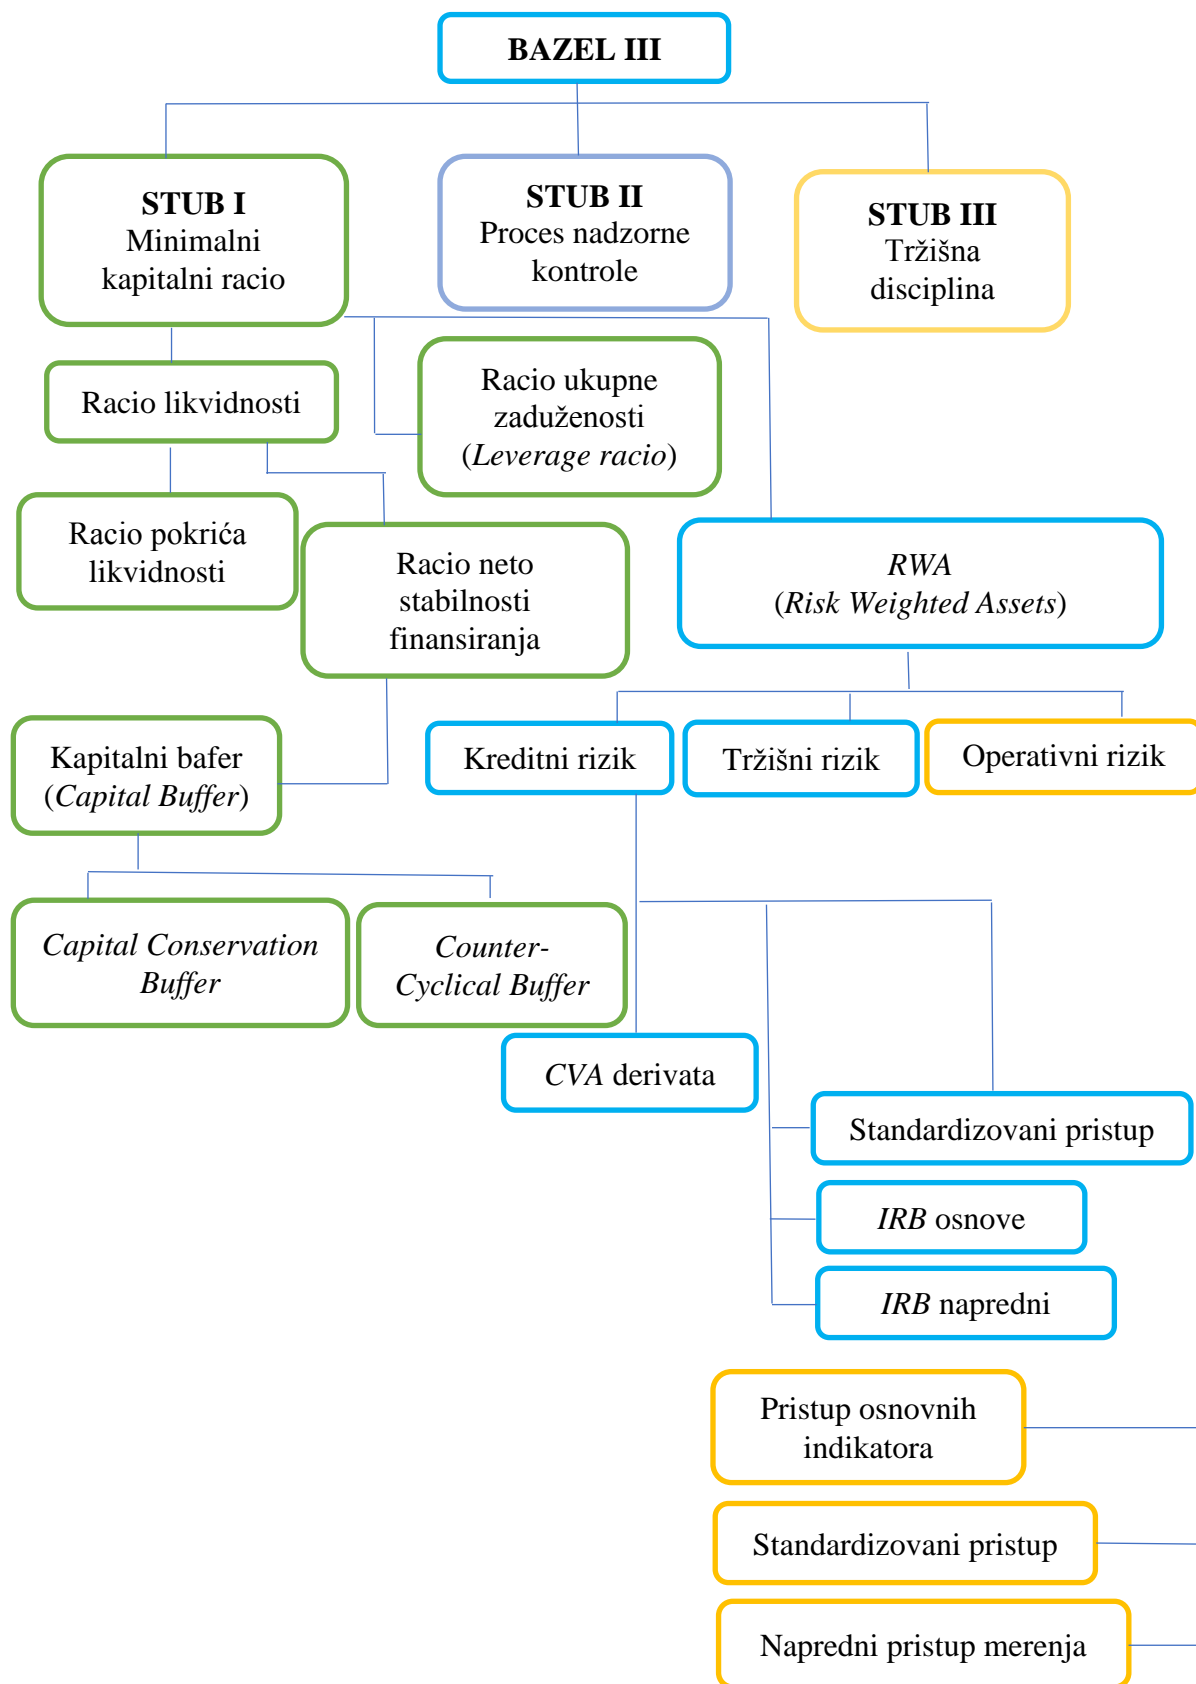 BAZEL III
STUB I
Minimalni
kapitalni racio
STUB II
Proces nadzorne
kontrole
STUB III
Tržišna
disciplina
Racio likvidnosti
Racio ukupne
zaduženosti
(Leverage racio)
Racio pokrića
likvidnosti
Racio neto
stabilnosti
finansiranja
RWA
(Risk Weighted Assets)
Kapitalni bafer
(Capital Buffer)
Kreditni rizik
Tržišni rizik
Operativni rizik
Capital Conservation
Buffer
Counter-
Cyclical Buffer
CVA derivata
Standardizovani pristup
IRB osnove
IRB napredni
Pristup osnovnih
indikatora
Standardizovani pristup
Napredni pristup merenja